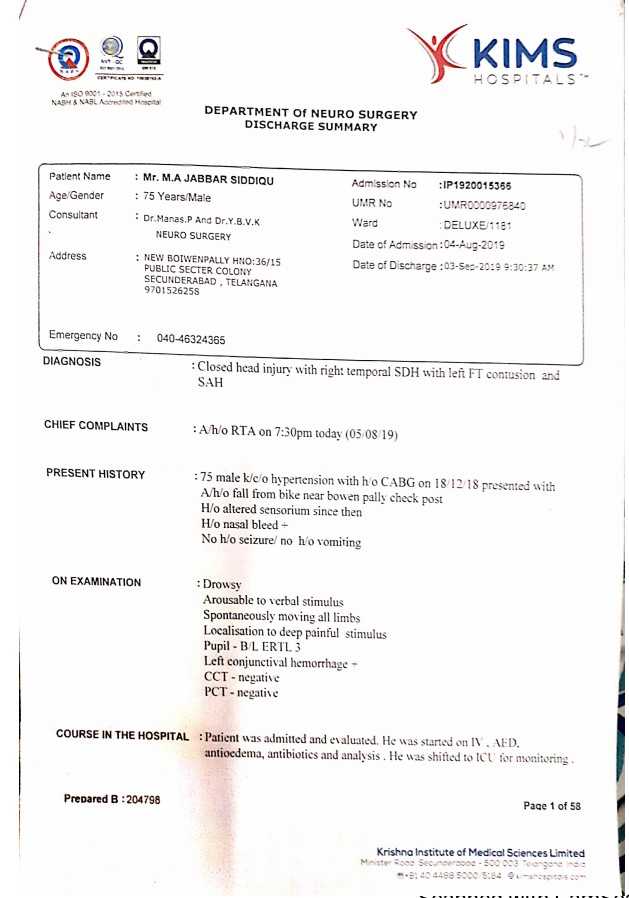 KIMS
HOSPITALS™
An ISO 9001 - 2015 Certified
NABH & NABL Accredited Hospital
DEPARTMENT Of NEURO SURGERY
DISCHARGE SUMMARY
Patient Name : Mr. M.A JABBAR SIDDIQU
Admission No :IP1920015366
Age/Gender : 75 Years/Male
UMR No :UMR0000976840
Consultant : Dr.Manas.P And Dr.Y.B.V.K
NEURO SURGERY
Ward :DELUXE/1181
Date of Admission :04-Aug-2019
Address : NEW BOIWENPALLY HNO:36/15
PUBLIC SECTER COLONY
SECUNDERABAD , TELANGANA
9701526258
Date of Discharge :03-Sep-2019 9:30:37 AM
Emergency No : 040-46324365
DIAGNOSIS : Closed head injury with right temporal SDH with left FT contusion and
SAH
CHIEF COMPLAINTS : A/h/o RTA on 7:30pm today (05/08/19)
PRESENT HISTORY : 75 male k/c/o hypertension with h/o CABG on 18/12/18 presented with
A/h/o fall from bike near bowen pally check post
H/o altered sensorium since then
H/o nasal bleed +
No h/o seizure/ no h/o vomiting
ON EXAMINATION : Drowsy
Arousable to verbal stimulus
Spontaneously moving all limbs
Localisation to deep painful stimulus
Pupil - B/L ERTL 3
Left conjunctival hemorrhage +
CCT - negative
PCT - negative
COURSE IN THE HOSPITAL : Patient was admitted and evaluated. He was started on IV , AED,
antioedema, antibiotics and analysis . He was shifted to ICU for monitoring .
Prepared B : 204798
Page 1 of 58
Krishna Institute of Medical Sciences Limited
Minister Road, Secunderabad - 500 003 Telangana, India
+91 40 4488 5000/5184 @kimshospitals.com